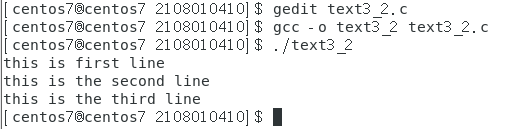 [centos7@centos7 2108010410]$ gedit text3_2.c
[centos7@centos7 2108010410]$ gcc -o text3_2 text3_2.c
[centos7@centos7 2108010410]$ ./text3_2
this is first line
this is the second line
this is the third line
[centos7@centos7 2108010410]$